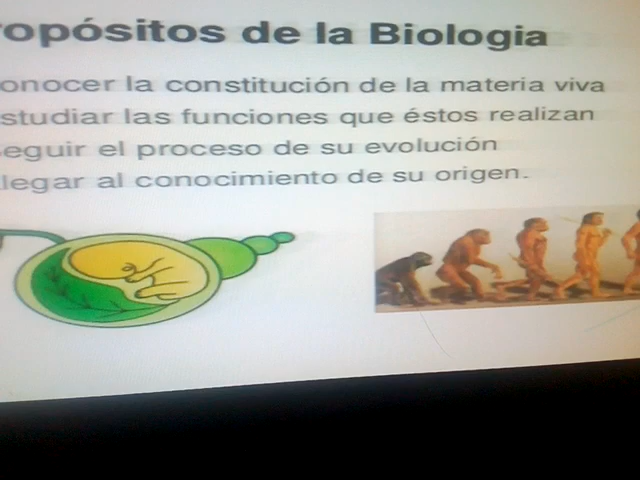 ropósitos de la Biologia
onocer la constitución de la materia viva
studiar las funciones que éstos realizan
eguir el proceso de su evolución
legar al conocimiento de su origen.